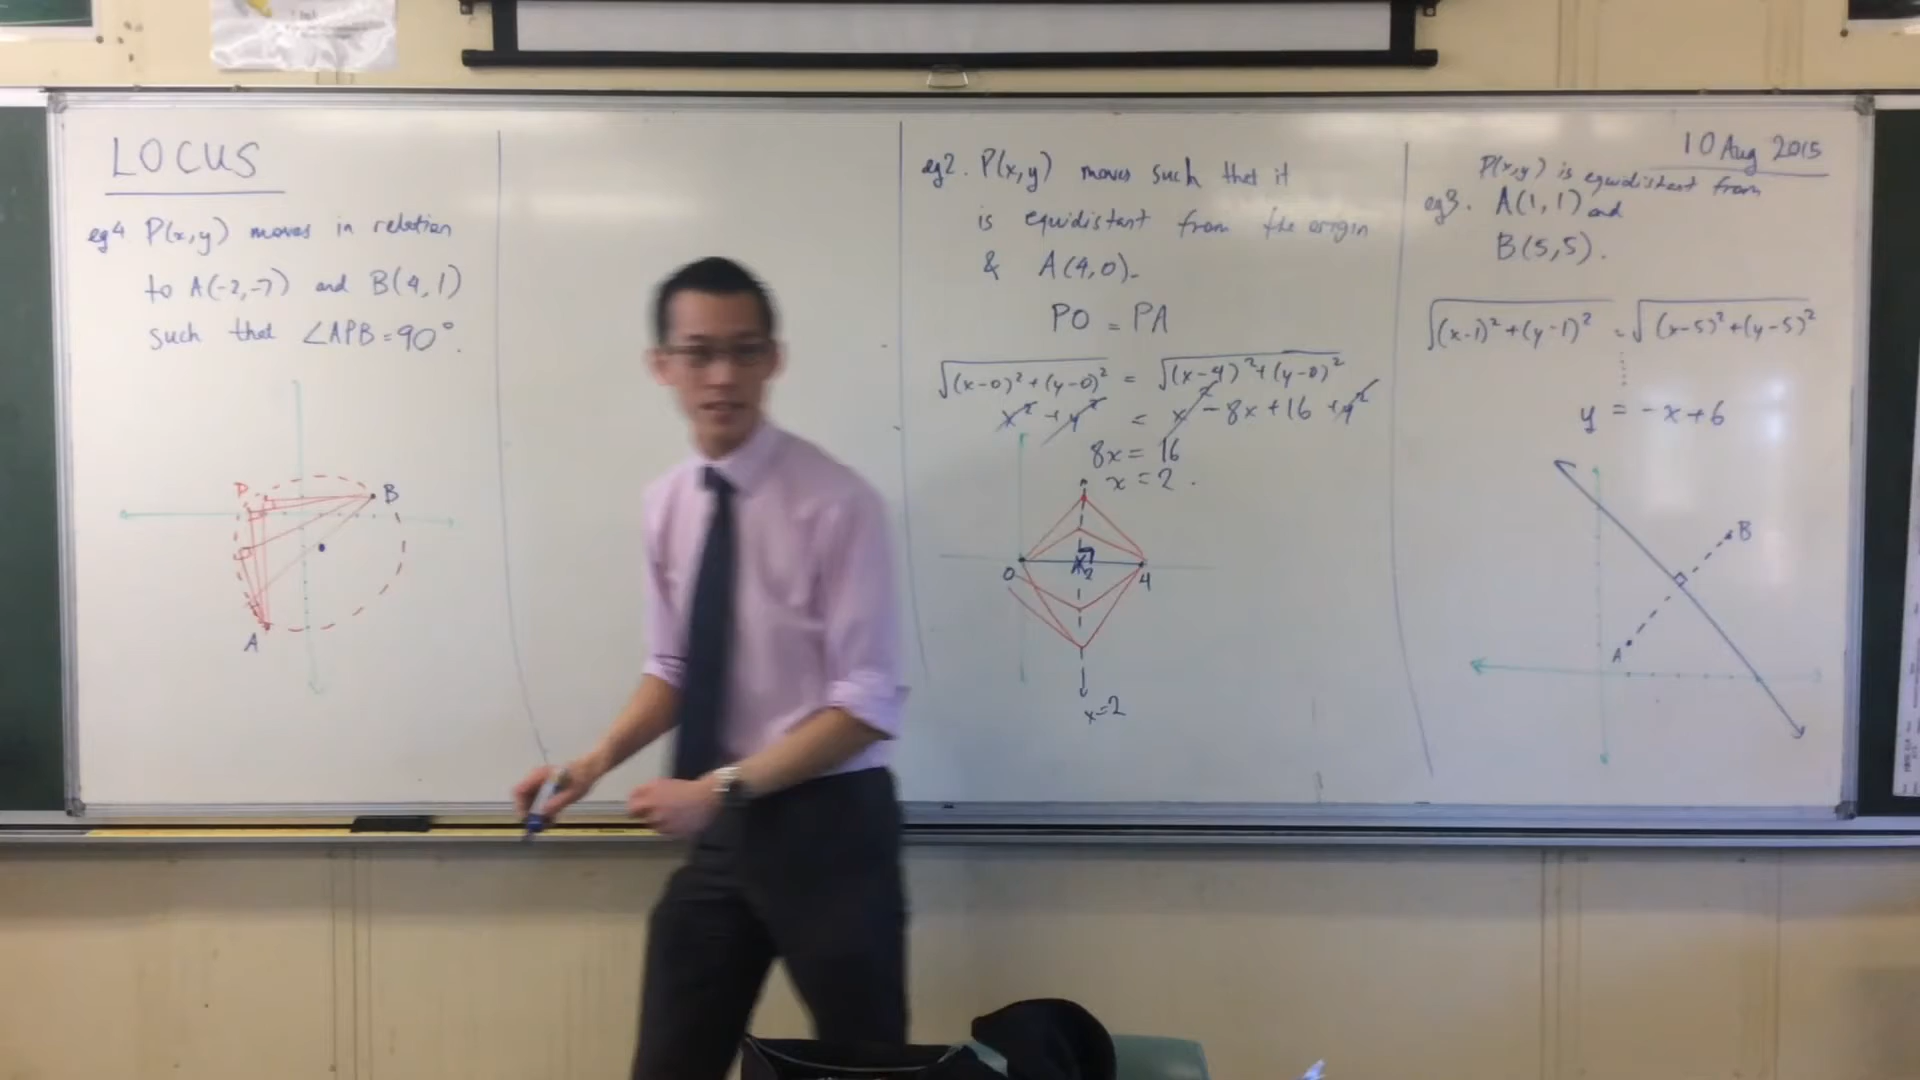 LOCUS
eg4 P(x,y) moves in relation
to A(-2,-7) and B(4,1)
such that ∠APB=90°.
P
B
A
eg2. P(x,y) moves such that it
is equidistant from the origin
& A(4,0).
PO = PA
√(x-0)²+(y-0)² = √(x-4)²+(y-0)²
x²+y² = x²-8x+16+y²
8x = 16
x = 2.
0
2
4
x=2
10 Aug 2015
P(x,y) is equidistant from
eg3. A(1,1) and
B(5,5).
√(x-1)²+(y-1)² = √(x-5)²+(y-5)²
y = -x+6
B
A